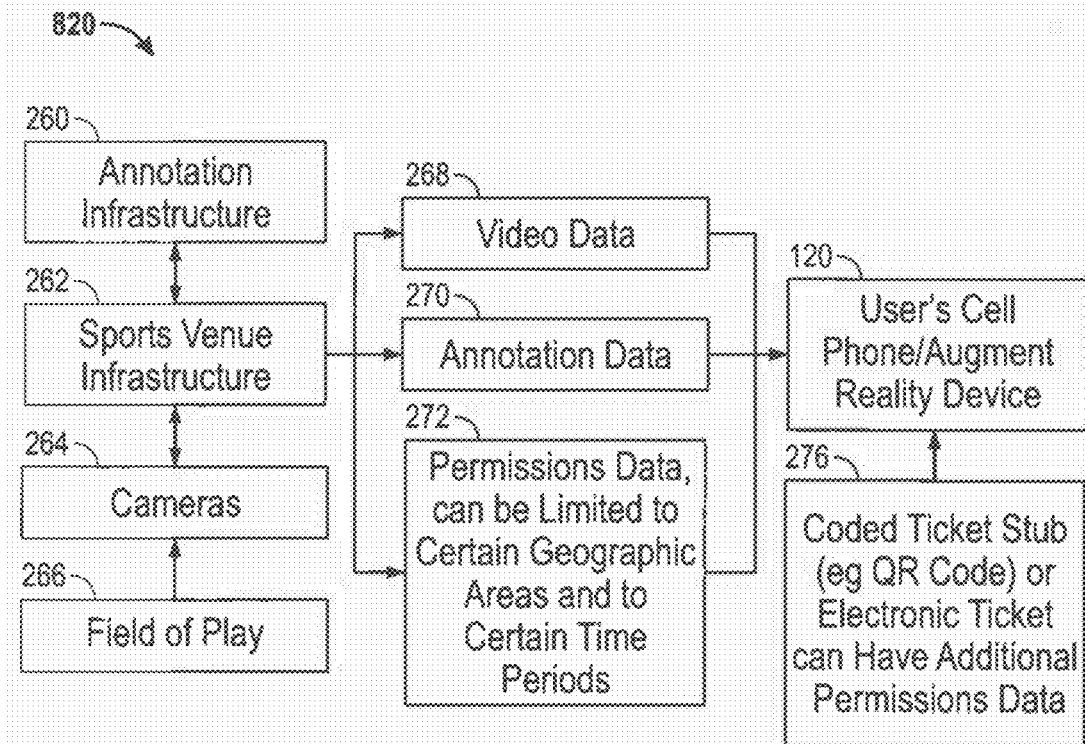 820
260
Annotation
Infrastructure
262
Sports Venue
Infrastructure
264
Cameras
266
Field of Play
268
Video Data
270
Annotation Data
272
Permissions Data,
can be Limited to
Certain Geographic
Areas and to
Certain Time
Periods
120
User's Cell
Phone/Augment
Reality Device
276
Coded Ticket Stub
(eg QR Code) or
Electronic Ticket
can Have Additional
Permissions Data